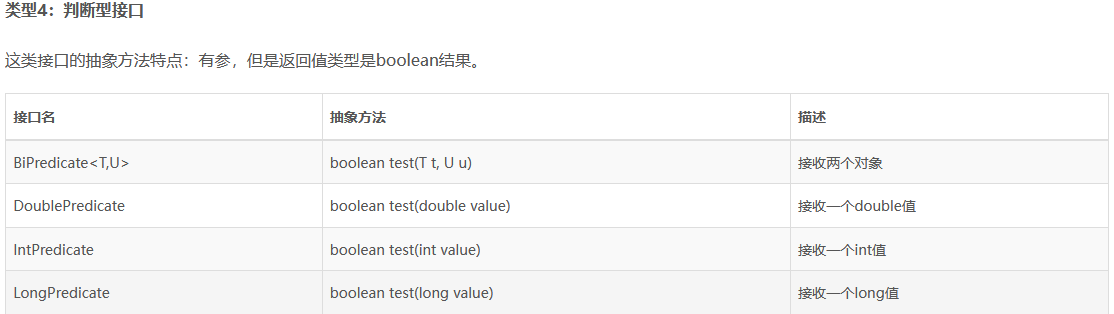 类型4：判断型接口
这类接口的抽象方法特点：有参，但是返回值类型是boolean结果。
接口名 抽象方法 描述
BiPredicate<T,U> boolean test(T t, U u) 接收两个对象
DoublePredicate boolean test(double value) 接收一个double值
IntPredicate boolean test(int value) 接收一个int值
LongPredicate boolean test(long value) 接收一个long值